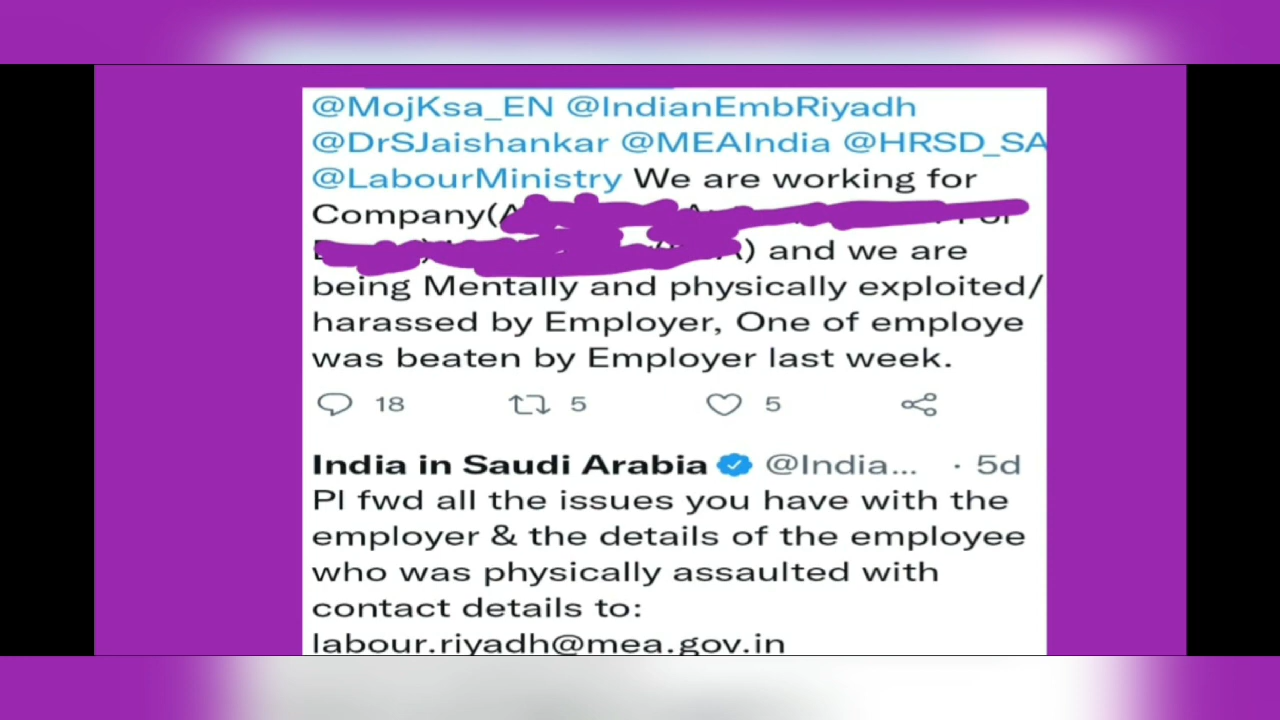 @MojKsa_EN @IndianEmbRiyadh
@DrSJaishankar @MEAIndia @HRSD_SA
@LabourMinistry We are working for
Company(
) and we are
being Mentally and physically exploited/
harassed by Employer, One of employe
was beaten by Employer last week.
18 5 5
India in Saudi Arabia @India... · 5d
Pl fwd all the issues you have with the
employer & the details of the employee
who was physically assaulted with
contact details to:
labour.riyadh@mea.gov.in